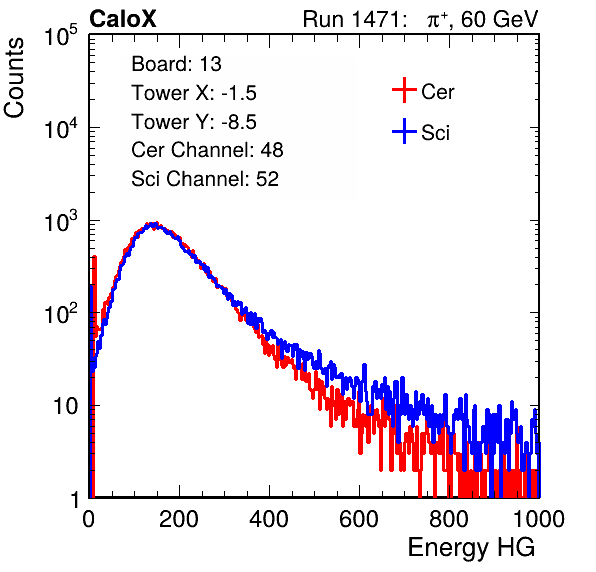 CaloX Run 1471: π⁺, 60 GeV
Counts
10⁵
10⁴
10³
10²
10
1
Board: 13
Tower X: -1.5
Tower Y: -8.5
Cer Channel: 48
Sci Channel: 52
Cer
Sci
0 200 400 600 800 1000
Energy HG